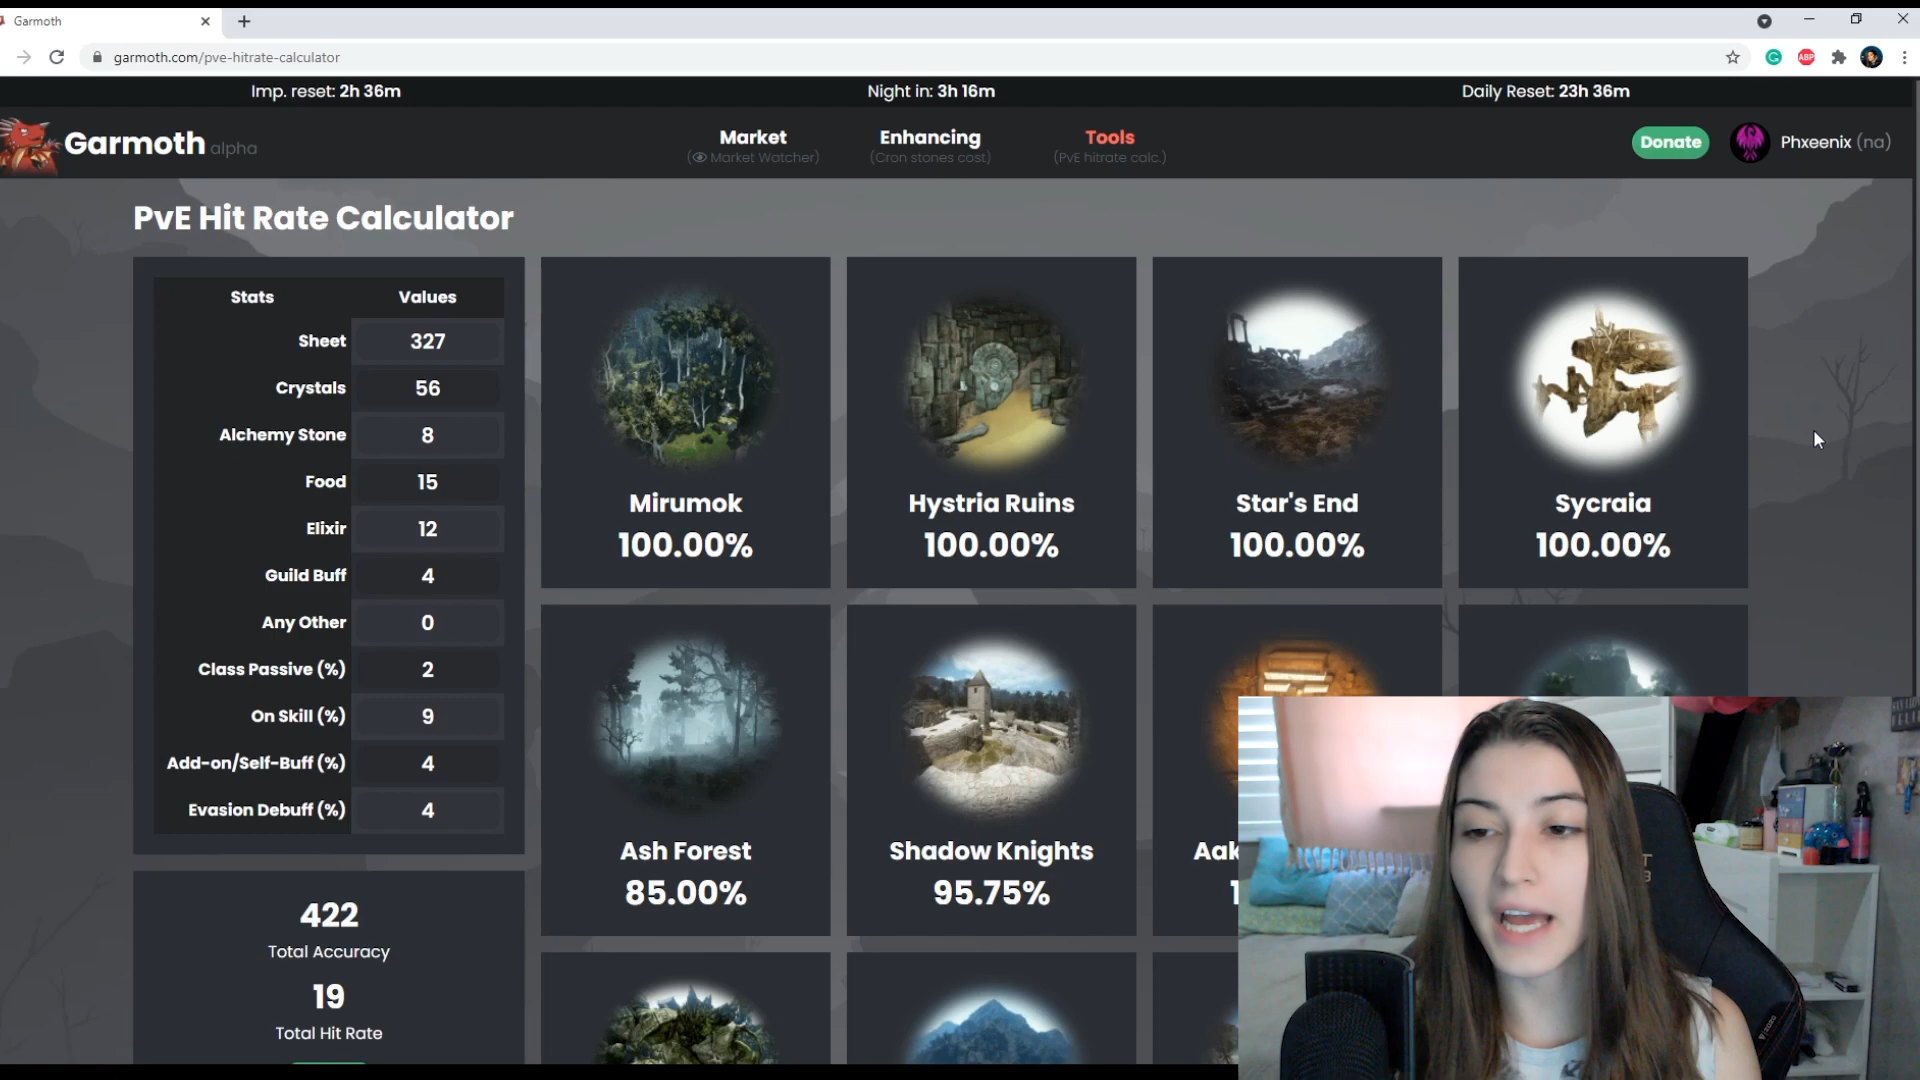 Garmoth
garmoth.com/pve-hitrate-calculator
ABP
Imp. reset: 2h 36m
Night in: 3h 16m
Daily Reset: 23h 36m
Garmoth alpha
Market
(Market Watcher)
Enhancing
(Cron stones cost)
Tools
(PvE hitrate calc.)
Donate
Phxeenix (na)
PvE Hit Rate Calculator
Stats Values
Sheet 327
Crystals 56
Alchemy Stone 8
Food 15
Elixir 12
Guild Buff 4
Any Other 0
Class Passive (%) 2
On Skill (%) 9
Add-on/Self-Buff (%) 4
Evasion Debuff (%) 4
422
Total Accuracy
19
Total Hit Rate
Mirumok
100.00%
Hystria Ruins
100.00%
Star's End
100.00%
Sycraia
100.00%
Ash Forest
85.00%
Shadow Knights
95.75%
Aak
1